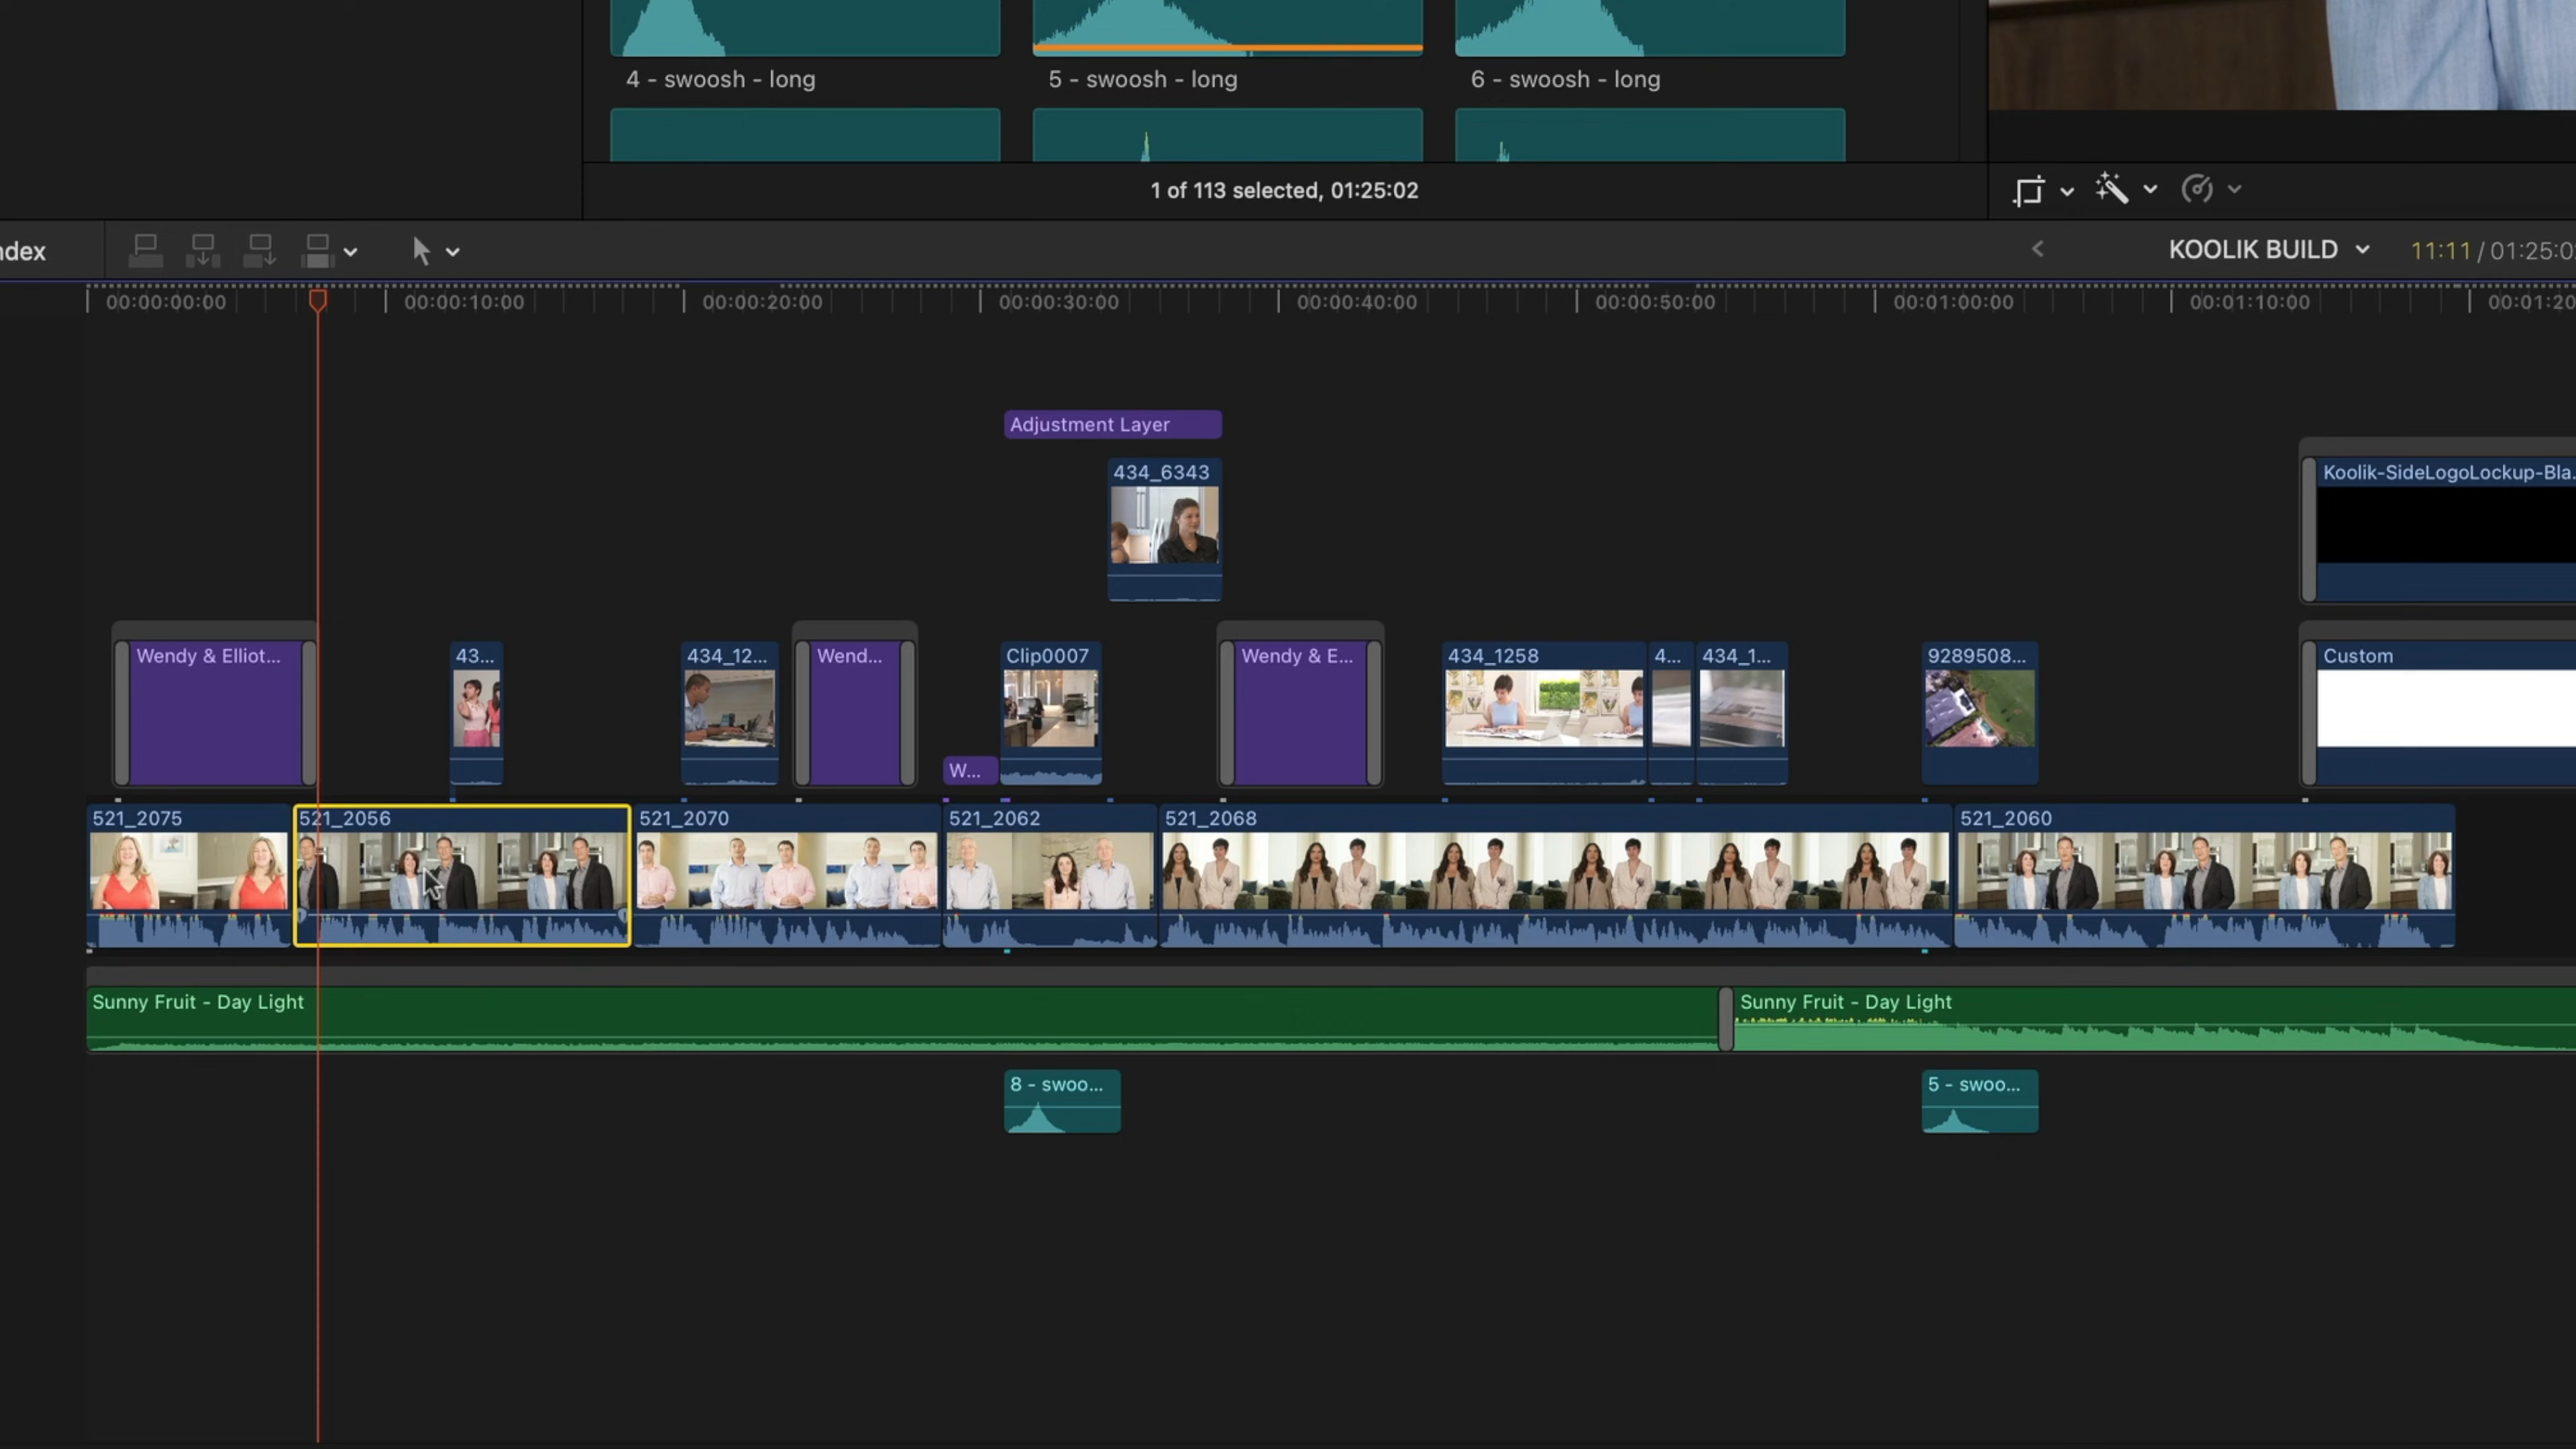 4 - swoosh - long
5 - swoosh - long
6 - swoosh - long
1 of 113 selected, 01:25:02
ndex
KOOLIK BUILD
11:11 / 01:25:0
00:00:00:00
00:00:10:00
00:00:20:00
00:00:30:00
00:00:40:00
00:00:50:00
00:01:00:00
00:01:10:00
00:01:20
Adjustment Layer
434_6343
Koolik-SideLogoLockup-Bla...
Wendy & Elliot...
43...
434_12...
Wend...
Clip0007
Wendy & E...
434_1258
4...
434_1...
9289508...
Custom
W...
521_2075
521_2056
521_2070
521_2062
521_2068
521_2060
Sunny Fruit - Day Light
Sunny Fruit - Day Light
8 - swoo...
5 - swoo...